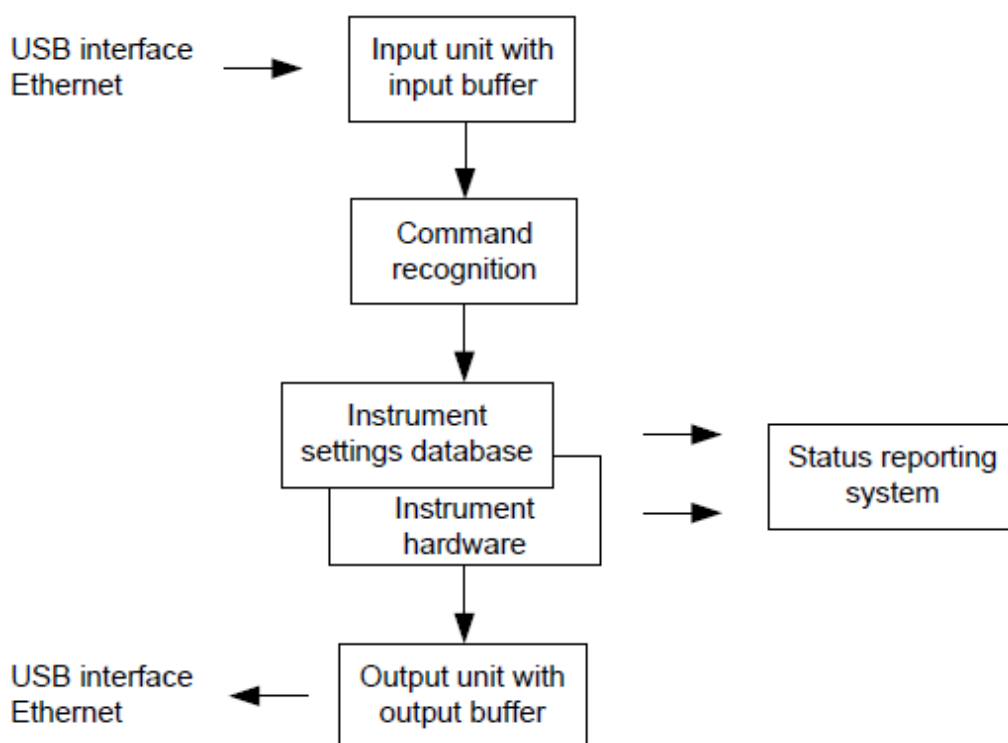 USB interface
Ethernet
Input unit with
input buffer
Command
recognition
Instrument
settings database
Instrument
hardware
Status reporting
system
USB interface
Ethernet
Output unit with
output buffer